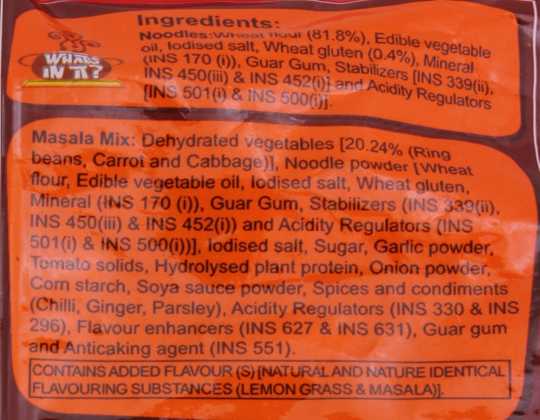 Ingredients:
Noodles: Wheat flour (81.8%), Edible vegetable
oil, Iodised salt, Wheat gluten (0.4%), Mineral
(INS 170 (i)), Guar Gum, Stabilizers [INS 339(ii),
INS 450(iii) & INS 452(i)] and Acidity Regulators
[INS 501(i) & INS 500(i)].
WHAT'S
IN IT?
Masala Mix: Dehydrated vegetables [20.24% (Ring
beans, Carrot and Cabbage)], Noodle powder [Wheat
flour, Edible vegetable oil, Iodised salt, Wheat gluten,
Mineral (INS 170 (i)), Guar Gum, Stabilizers (INS 339(ii),
INS 450(iii) & INS 452(i)) and Acidity Regulators (INS
501(i) & INS 500(i))], Iodised salt, Sugar, Garlic powder,
Tomato solids, Hydrolysed plant protein, Onion powder,
Corn starch, Soya sauce powder, Spices and condiments
(Chilli, Ginger, Parsley), Acidity Regulators (INS 330 & INS
296), Flavour enhancers (INS 627 & INS 631), Guar gum
and Anticaking agent (INS 551).
CONTAINS ADDED FLAVOUR (S) [NATURAL AND NATURE IDENTICAL
FLAVOURING SUBSTANCES (LEMON GRASS & MASALA)].